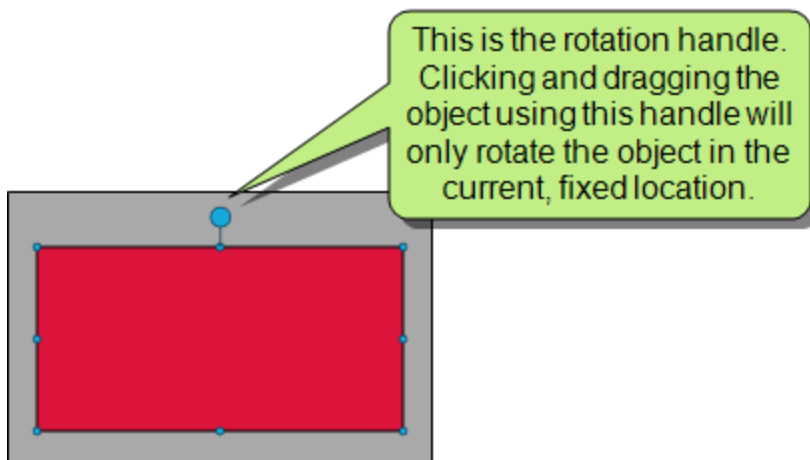 This is the rotation handle.
Clicking and dragging the
object using this handle will
only rotate the object in the
current, fixed location.